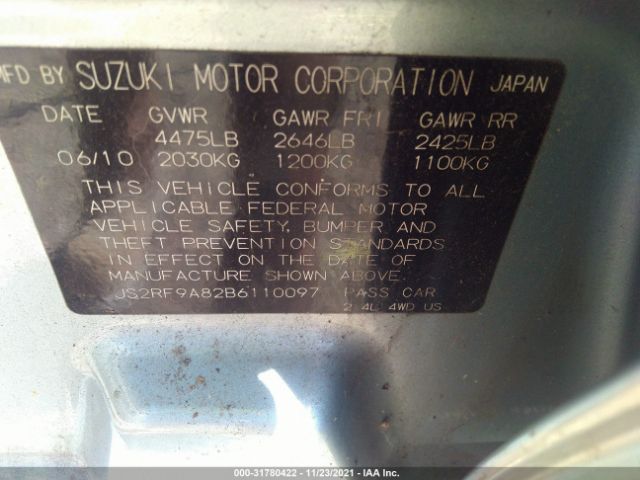 MFD BY SUZUKI MOTOR CORPORATION JAPAN
DATE GVWR GAWR FRT GAWR RR
4475LB 2646LB 2425LB
06/10 2030KG 1200KG 1100KG
THIS VEHICLE CONFORMS TO ALL
APPLICABLE FEDERAL MOTOR
VEHICLE SAFETY, BUMPER AND
THEFT PREVENTION STANDARDS
IN EFFECT ON THE DATE OF
MANUFACTURE SHOWN ABOVE.
JS2RF9A82B6110097 PASS CAR
2.4L 4WD US
000-31780422 - 11/23/2021 - IAA Inc.